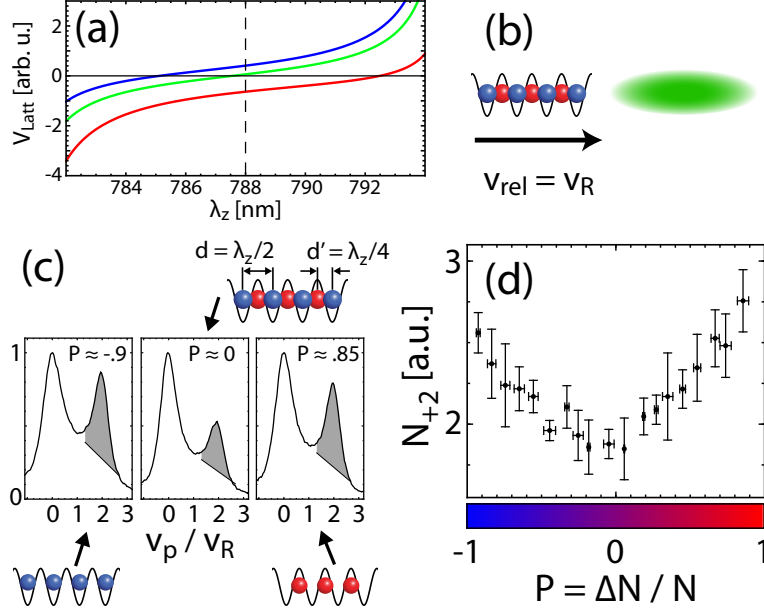 (a)
V_Latt [arb. u.]
2
0
-2
-4
784 786 788 790 792
λ_z [nm]
(b)
v_rel = v_R
(c)
d = λ_z/2 d' = λ_z/4
P ≈ -.9 P ≈ 0 P ≈ .85
1
0
0 1 2 3 0 1 2 3 0 1 2 3
v_p / v_R
(d)
N_+2 [a.u.]
3
2
-1 0 1
P = ΔN / N